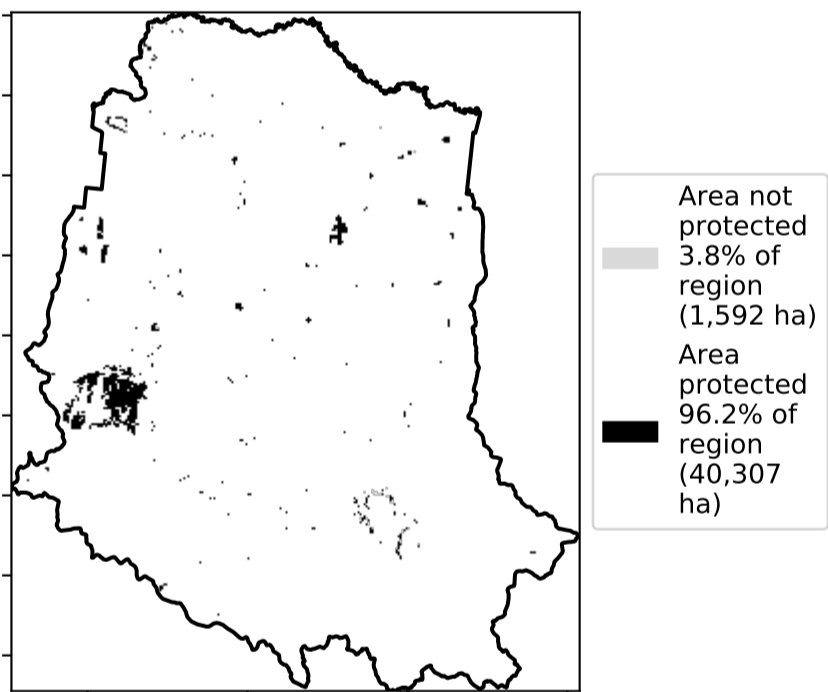 Area not
protected
3.8% of
region
(1,592 ha)
Area
protected
96.2% of
region
(40,307
ha)